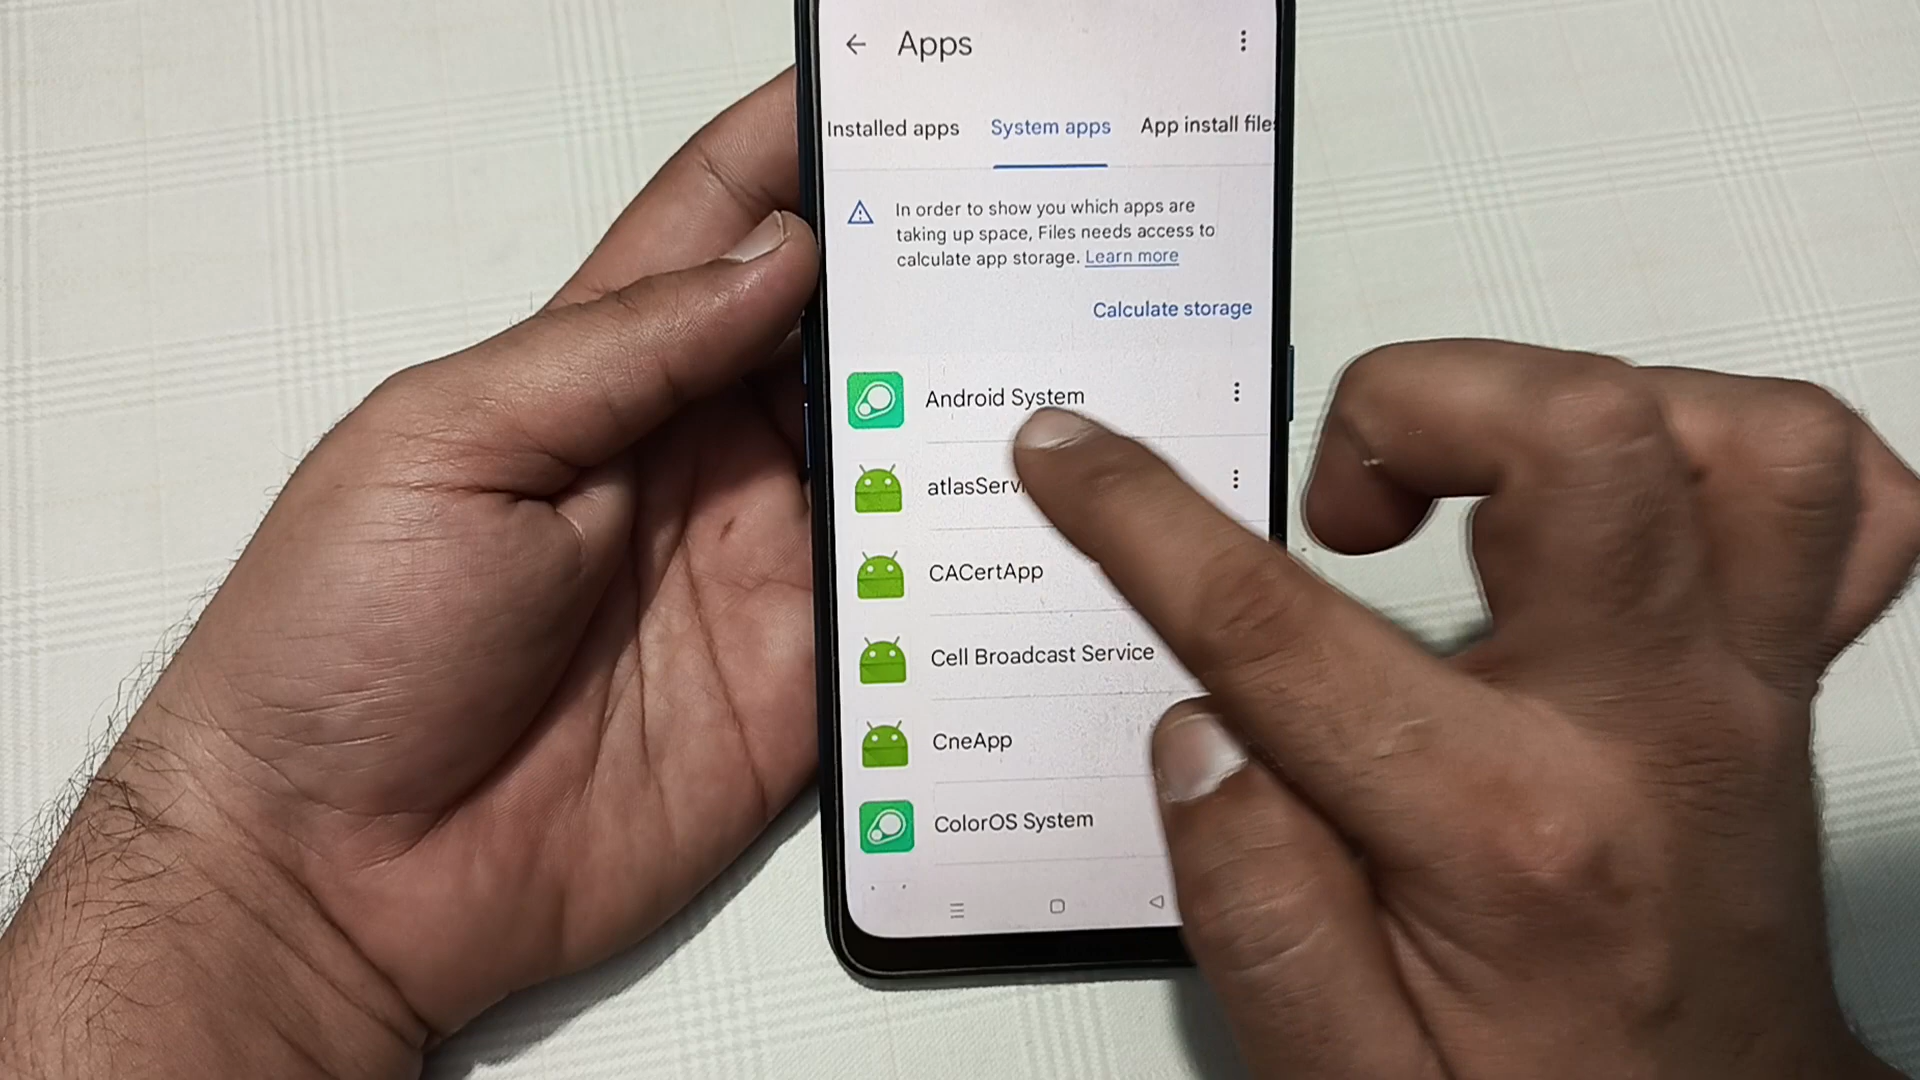 Apps
Installed apps System apps App install file
In order to show you which apps are
taking up space, Files needs access to
calculate app storage. Learn more
Calculate storage
Android System
atlasServi
CACertApp
Cell Broadcast Service
CneApp
ColorOS System